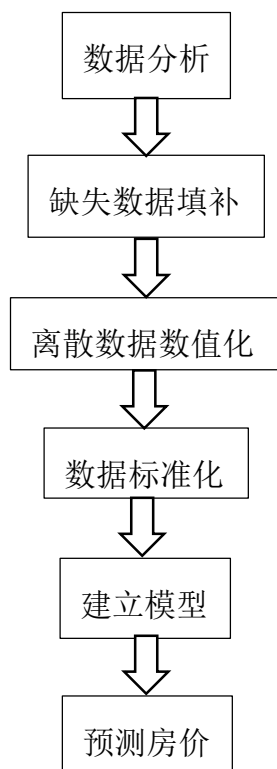 数据分析
缺失数据填补
离散数据数值化
数据标准化
建立模型
预测房价